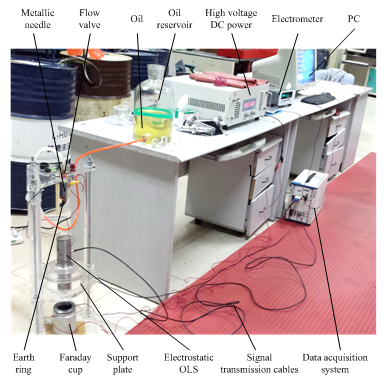 Metallic needle
Flow valve
Oil
Oil reservoir
High voltage DC power
Electrometer
PC
Earth ring
Faraday cup
Support plate
Electrostatic OLS
Signal transmission cables
Data acquisition system